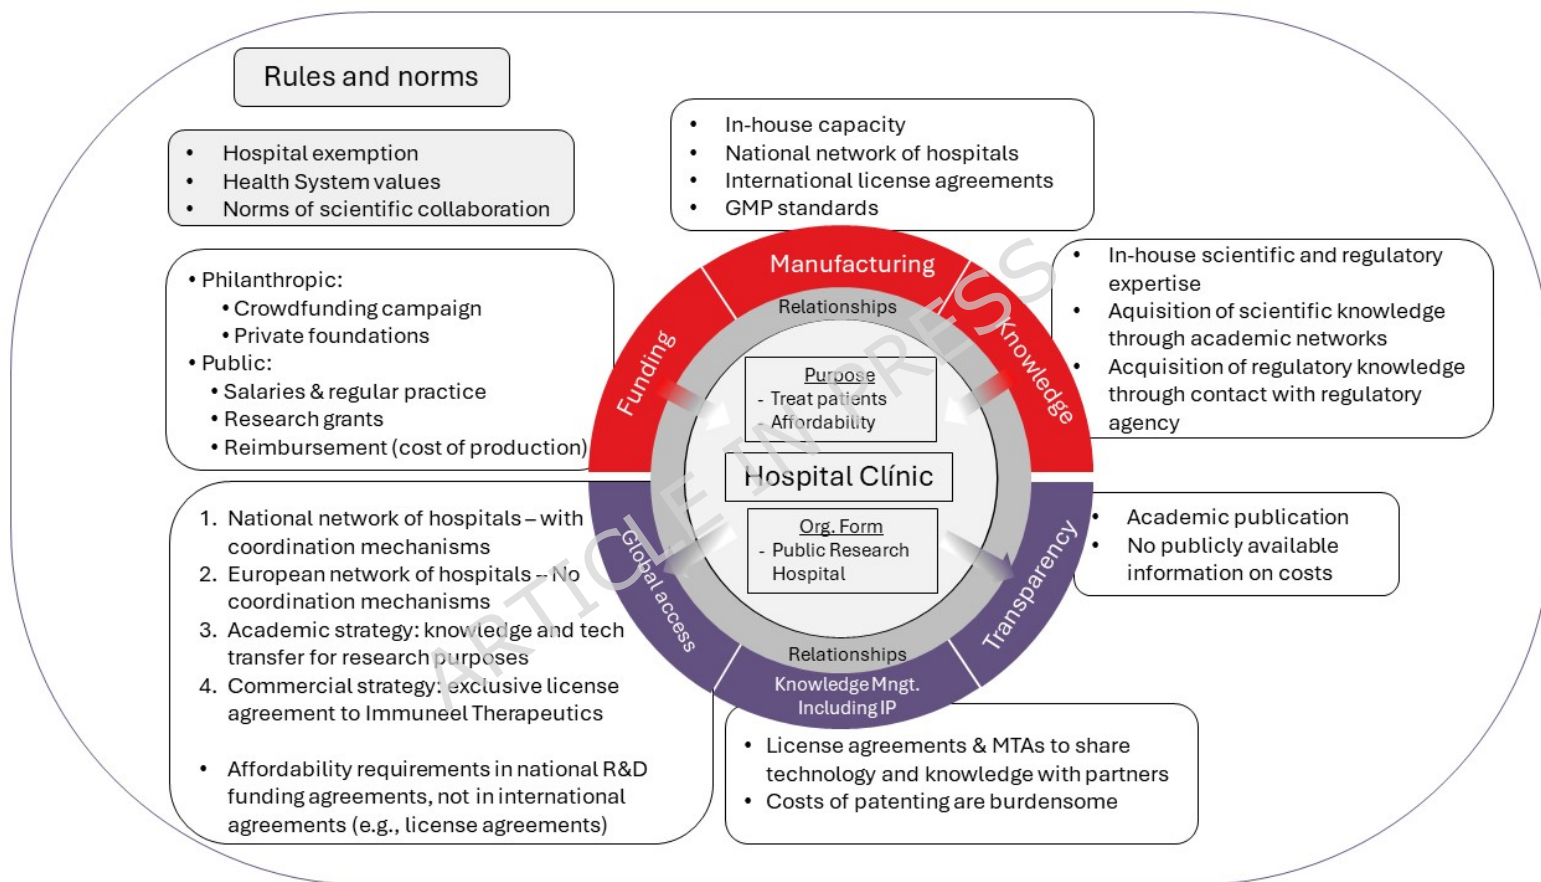 Rules and norms
• Hospital exemption
• Health System values
• Norms of scientific collaboration
• In-house capacity
• National network of hospitals
• International license agreements
• GMP standards
• Philanthropic:
• Crowdfunding campaign
• Private foundations
• Public:
• Salaries & regular practice
• Research grants
• Reimbursement (cost of production)
Funding
Manufacturing
Knowledge
Relationships
• In-house scientific and regulatory
expertise
• Aquisition of scientific knowledge
through academic networks
• Acquisition of regulatory knowledge
through contact with regulatory
agency
Purpose
- Treat patients
- Affordability
Hospital Clínic
Org. Form
- Public Research
Hospital
1. National network of hospitals – with
coordination mechanisms
2. European network of hospitals – No
coordination mechanisms
3. Academic strategy: knowledge and tech
transfer for research purposes
4. Commercial strategy: exclusive license
agreement to Immuneel Therapeutics
• Affordability requirements in national R&D
funding agreements, not in international
agreements (e.g., license agreements)
Global access
Relationships
Knowledge Mngt.
Including IP
Transparency
• Academic publication
• No publicly available
information on costs
• License agreements & MTAs to share
technology and knowledge with partners
• Costs of patenting are burdensome
ARTICLE IN PRESS